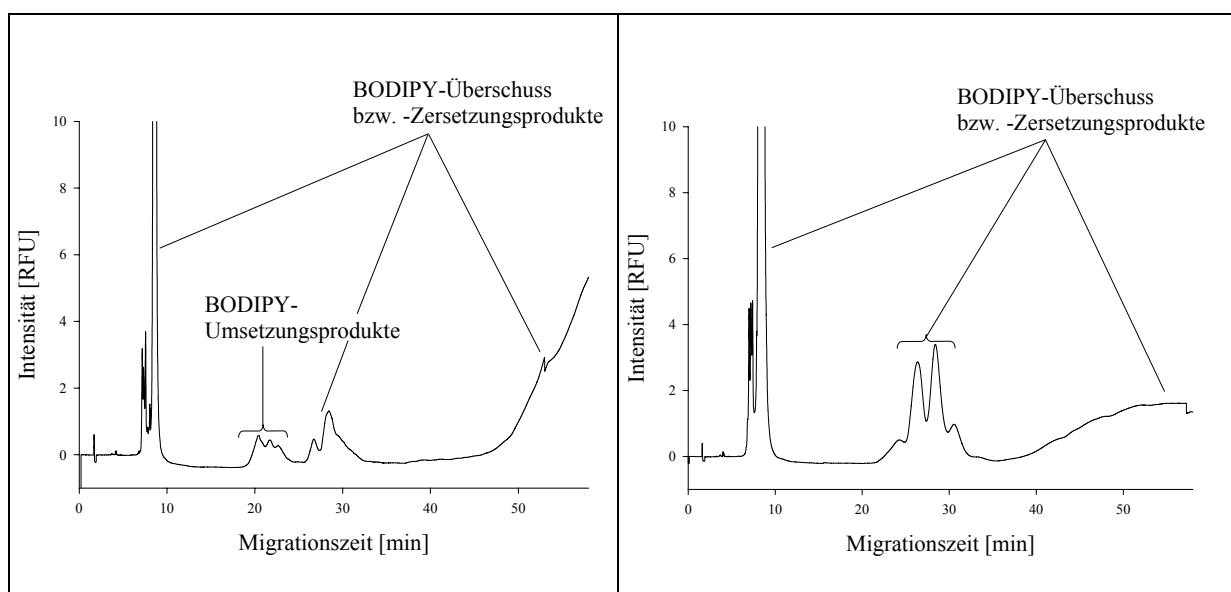 BODIPY-Überschuss
bzw. -Zersetzungsprodukte
10
8
6
4
2
0
Intensität [RFU]
BODIPY-
Umsetzungsprodukte
0
10
20
30
40
50
Migrationszeit [min]
BODIPY-Überschuss
bzw. -Zersetzungsprodukte
10
8
6
4
2
0
Intensität [RFU]
0
10
20
30
40
50
Migrationszeit [min]